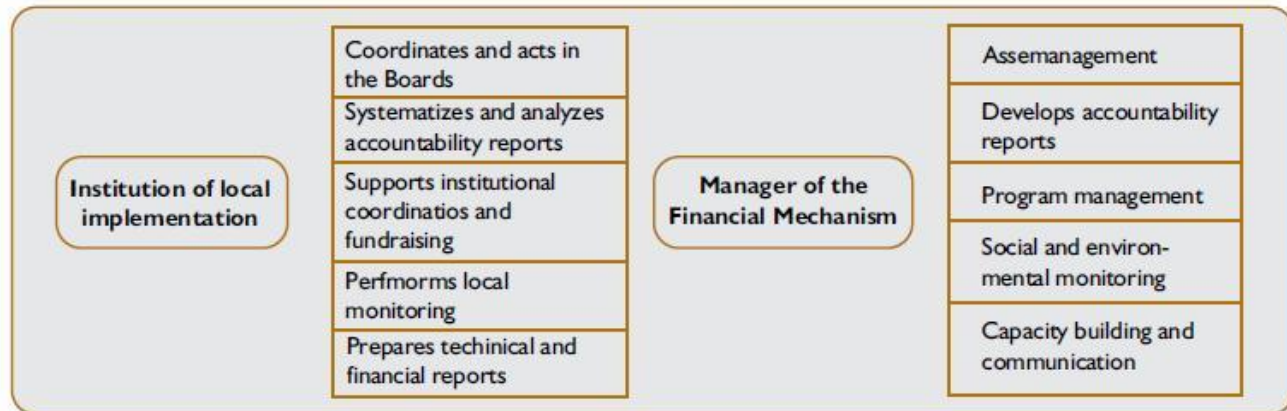 Institution of local
implementation
Coordinates and acts in
the Boards
Systematizes and analyzes
accountability reports
Supports institutional
coordinatios and
fundraising
Perfmorms local
monitoring
Prepares techinical and
financial reports
Manager of the
Financial Mechanism
Assemanagement
Develops accountability
reports
Program management
Social and environ-
mental monitoring
Capacity building and
communication